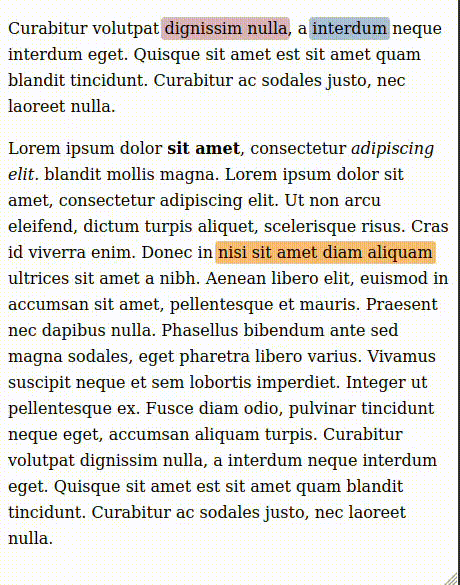 Curabitur volutpat dignissim nulla, a interdum neque
interdum eget. Quisque sit amet est sit amet quam
blandit tincidunt. Curabitur ac sodales justo, nec
laoreet nulla.
Lorem ipsum dolor sit amet, consectetur adipiscing
elit. blandit mollis magna. Lorem ipsum dolor sit
amet, consectetur adipiscing elit. Ut non arcu
eleifend, dictum turpis aliquet, scelerisque risus. Cras
id viverra enim. Donec in nisi sit amet diam aliquam
ultrices sit amet a nibh. Aenean libero elit, euismod in
accumsan sit amet, pellentesque et mauris. Praesent
nec dapibus nulla. Phasellus bibendum ante sed
magna sodales, eget pharetra libero varius. Vivamus
suscipit neque et sem lobortis imperdiet. Integer ut
pellentesque ex. Fusce diam odio, pulvinar tincidunt
neque eget, accumsan aliquam turpis. Curabitur
volutpat dignissim nulla, a interdum neque interdum
eget. Quisque sit amet est sit amet quam blandit
tincidunt. Curabitur ac sodales justo, nec laoreet
nulla.